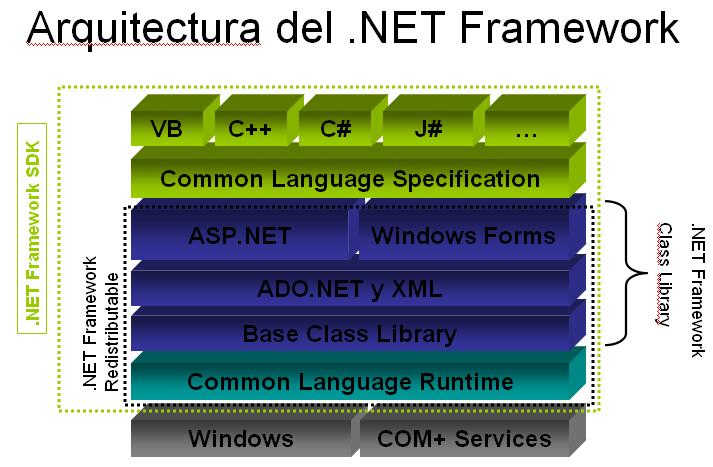 Arquitectura del .NET Framework
VB
C++
C#
J#
...
Common Language Specification
.NET Framework SDK
ASP.NET
Windows Forms
ADO.NET y XML
Base Class Library
Common Language Runtime
.NET Framework
Redistributable
.NET Framework
Class Library
Windows
COM+ Services